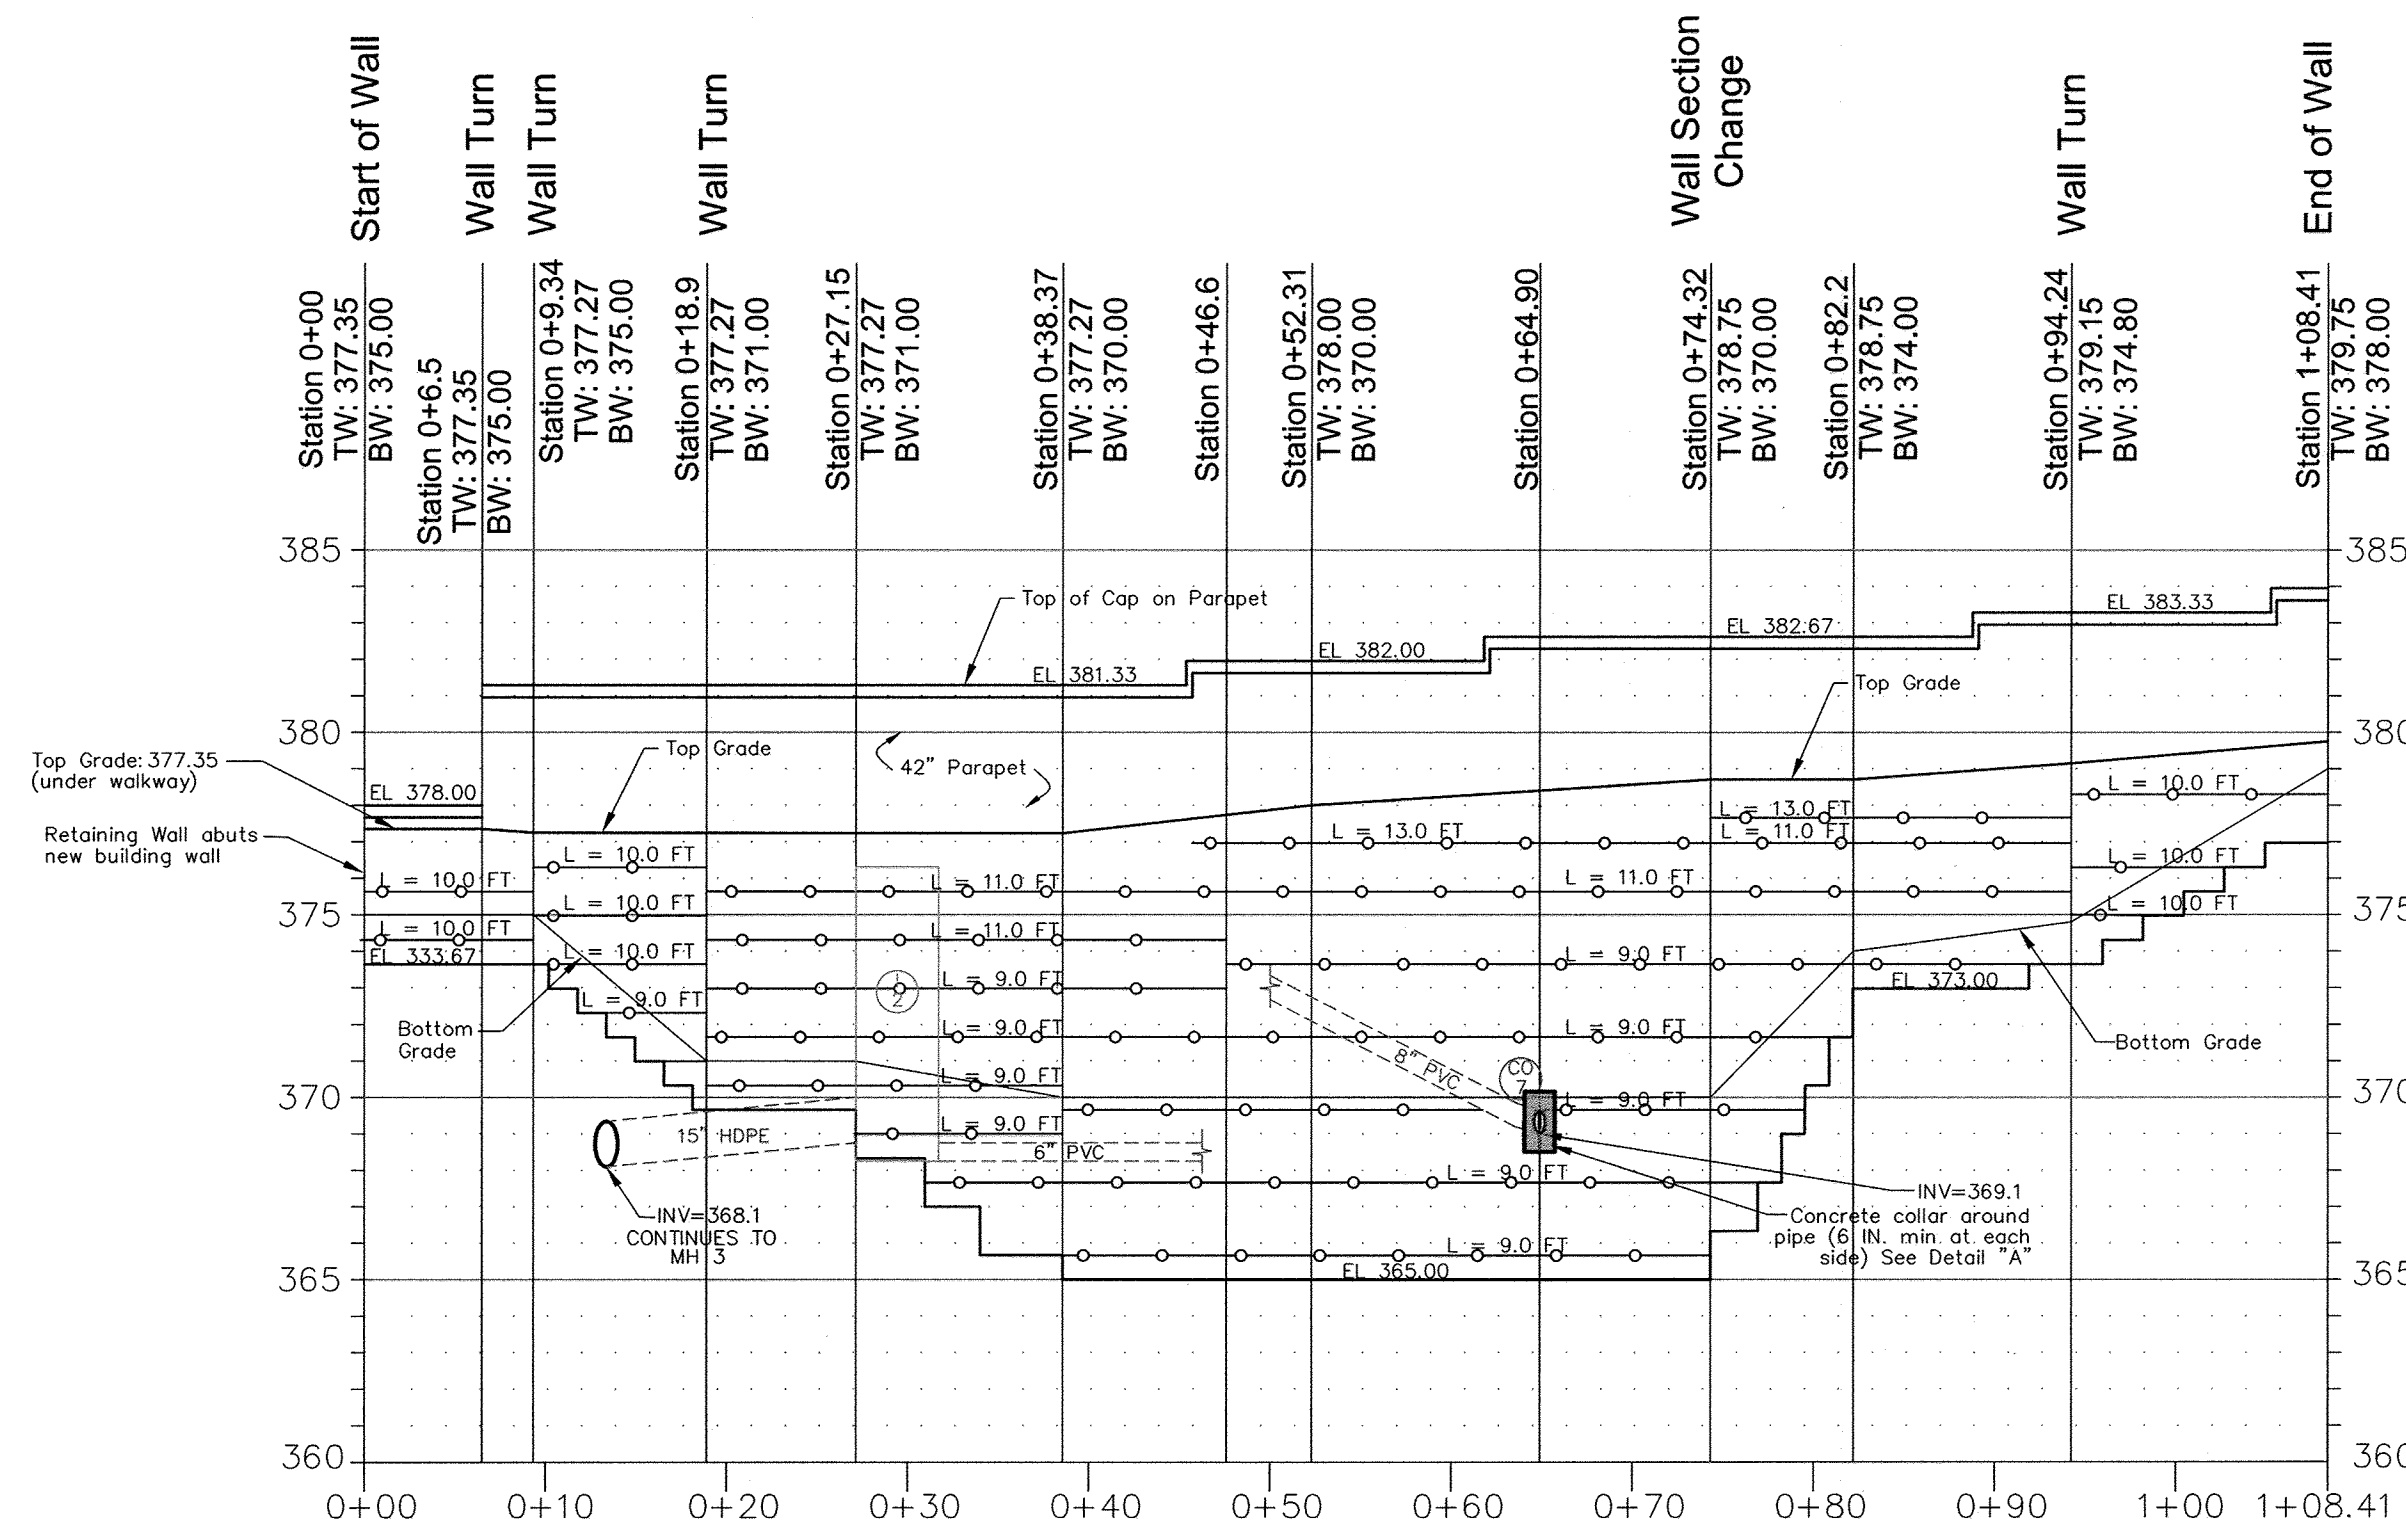 Start of Wall
Wall Turn
Wall Turn
Wall Turn
Wall Section
Change
Wall Turn
End of Wall
Station 0+00
TW: 377.35
BW: 375.00
Station 0+6.5
TW: 377.35
BW: 375.00
Station 0+9.34
TW: 377.27
BW: 375.00
Station 0+18.9
TW: 377.27
BW: 371.00
Station 0+27.15
TW: 377.27
BW: 371.00
Station 0+38.37
TW: 377.27
BW: 370.00
Station 0+46.6
Station 0+52.31
TW: 378.00
BW: 370.00
Station 0+64.90
Station 0+74.32
TW: 378.75
BW: 370.00
Station 0+82.2
TW: 378.75
BW: 374.00
Station 0+94.24
TW: 379.15
BW: 374.80
Station 1+08.41
TW: 379.75
BW: 378.00
385
385
Top of Cap on Parapet
EL 383.33
EL 382.67
EL 382.00
EL 381.33
Top Grade
380
380
Top Grade
Top Grade: 377.35
(under walkway)
42" Parapet
EL 378.00
L = 10.0 FT
L = 13.0 FT
Retaining Wall abuts
new building wall
L = 13.0 FT
L = 11.0 FT
L = 10.0 FT
L = 10.0 FT
L = 10.0 FT
L = 11.0 FT
L = 11.0 FT
375
L = 10.0 FT
L = 10.0 FT
375
L = 10.0 FT
L = 11.0 FT
EL 333.67
L = 10.0 FT
L = 9.0 FT
L = 9.0 FT
EL 373.00
L = 9.0 FT
1
2
Bottom
Grade
L = 9.0 FT
L = 9.0 FT
Bottom Grade
8" PVC
CO
7
L = 9.0 FT
370
L = 9.0 FT
370
15" HDPE
L = 9.0 FT
6" PVC
L = 9.0 FT
INV=368.1
CONTINUES TO
MH 3
INV=369.1
Concrete collar around
pipe (6 IN. min. at each
side) See Detail "A"
L = 9.0 FT
EL 365.00
365
365
360
360
0+00
0+10
0+20
0+30
0+40
0+50
0+60
0+70
0+80
0+90
1+00
1+08.41